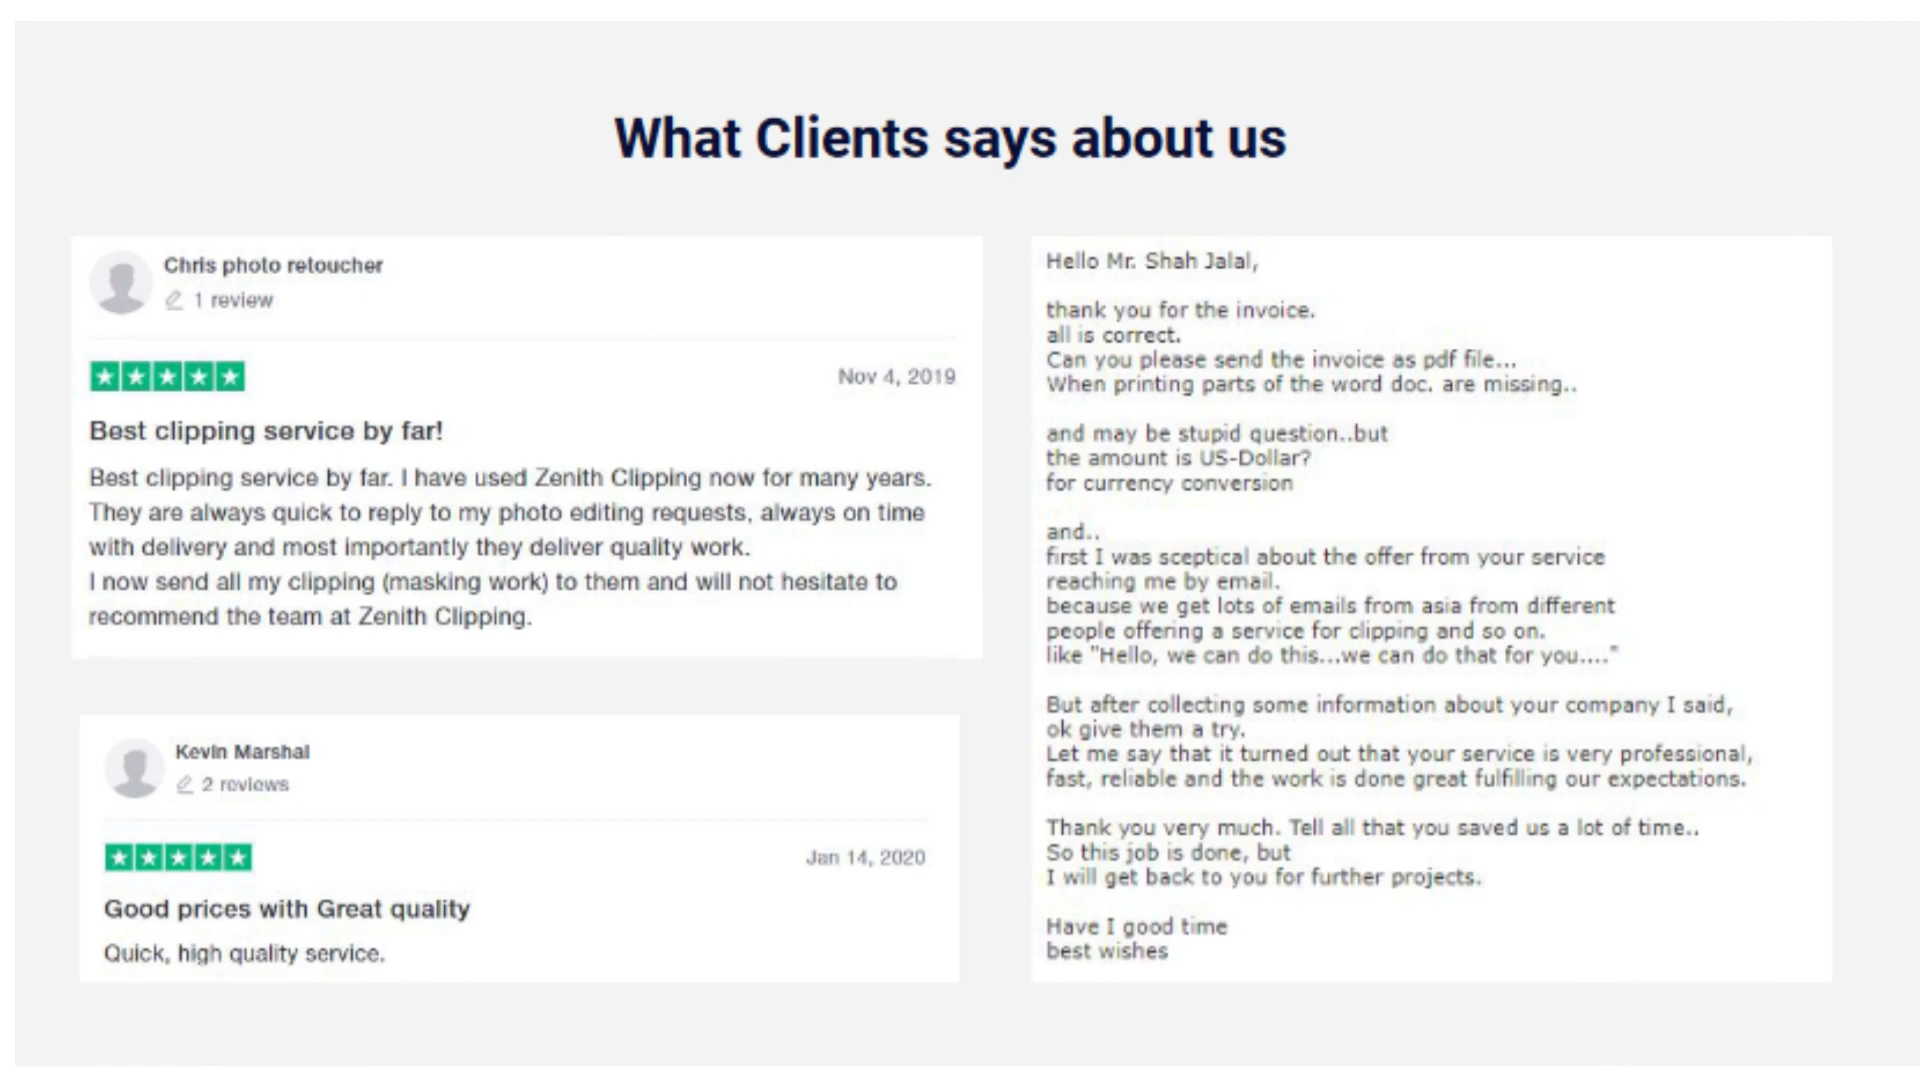 What Clients says about us
Chris photo retoucher
1 review
Nov 4, 2019
Best clipping service by far!
Best clipping service by far. I have used Zenith Clipping now for many years.
They are always quick to reply to my photo editing requests, always on time
with delivery and most importantly they deliver quality work.
I now send all my clipping (masking work) to them and will not hesitate to
recommend the team at Zenith Clipping.
Kevin Marshal
2 reviews
Jan 14, 2020
Good prices with Great quality
Quick, high quality service.
Hello Mr. Shah Jalal,
thank you for the invoice.
all is correct.
Can you please send the invoice as pdf file...
When printing parts of the word doc. are missing..
and may be stupid question..but
the amount is US-Dollar?
for currency conversion
and..
first I was sceptical about the offer from your service
reaching me by email.
because we get lots of emails from asia from different
people offering a service for clipping and so on.
like "Hello, we can do this...we can do that for you...."
But after collecting some information about your company I said,
ok give them a try.
Let me say that it turned out that your service is very professional,
fast, reliable and the work is done great fulfilling our expectations.
Thank you very much. Tell all that you saved us a lot of time..
So this job is done, but
I will get back to you for further projects.
Have I good time
best wishes